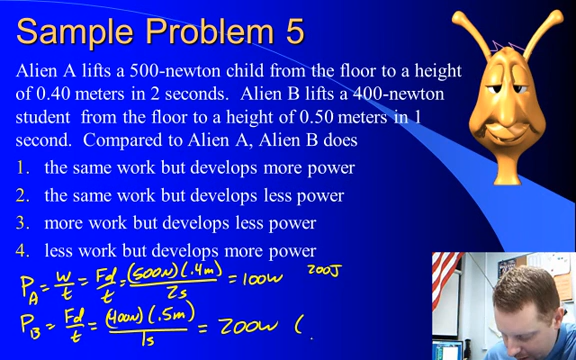 Sample Problem 5
Alien A lifts a 500-newton child from the floor to a height
of 0.40 meters in 2 seconds. Alien B lifts a 400-newton
student from the floor to a height of 0.50 meters in 1
second. Compared to Alien A, Alien B does
1. the same work but develops more power
2. the same work but develops less power
3. more work but develops less power
4. less work but develops more power
P_A = W/t = Fd/t = (500N)(.4m)/2s = 100W 200J
P_B = Fd/t = (400N)(.5m)/1s = 200W (